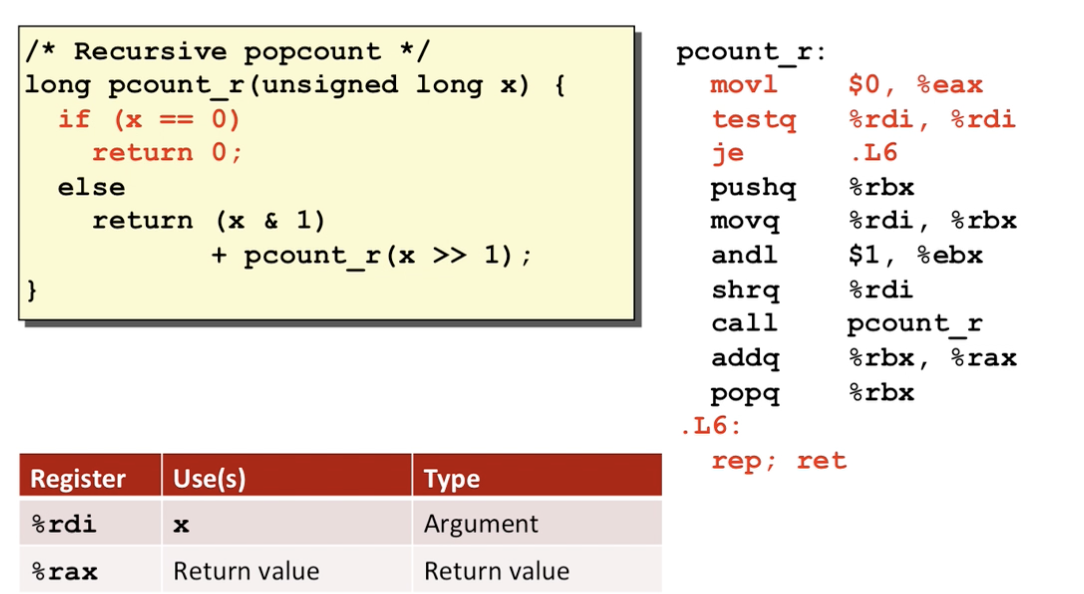 /* Recursive popcount */
long pcount_r(unsigned long x) {
  if (x == 0)
    return 0;
  else
    return (x & 1)
           + pcount_r(x >> 1);
}
pcount_r:
  movl    $0, %eax
  testq   %rdi, %rdi
  je      .L6
  pushq   %rbx
  movq    %rdi, %rbx
  andl    $1, %ebx
  shrq    %rdi
  call    pcount_r
  addq    %rbx, %rax
  popq    %rbx
.L6:
  rep; ret
Register Use(s) Type
%rdi x Argument
%rax Return value Return value